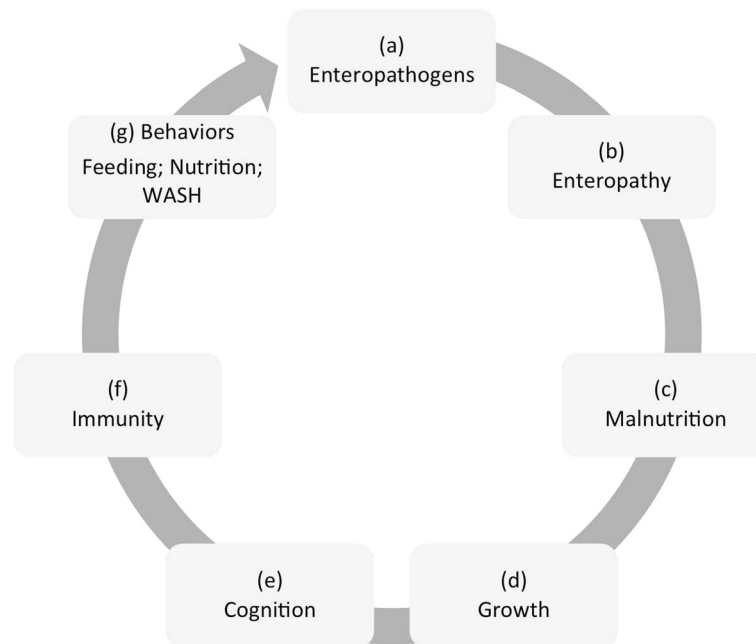 (a)
Enteropathogens
(b)
Enteropathy
(c)
Malnutrition
(d)
Growth
(e)
Cognition
(f)
Immunity
(g) Behaviors
Feeding; Nutrition;
WASH